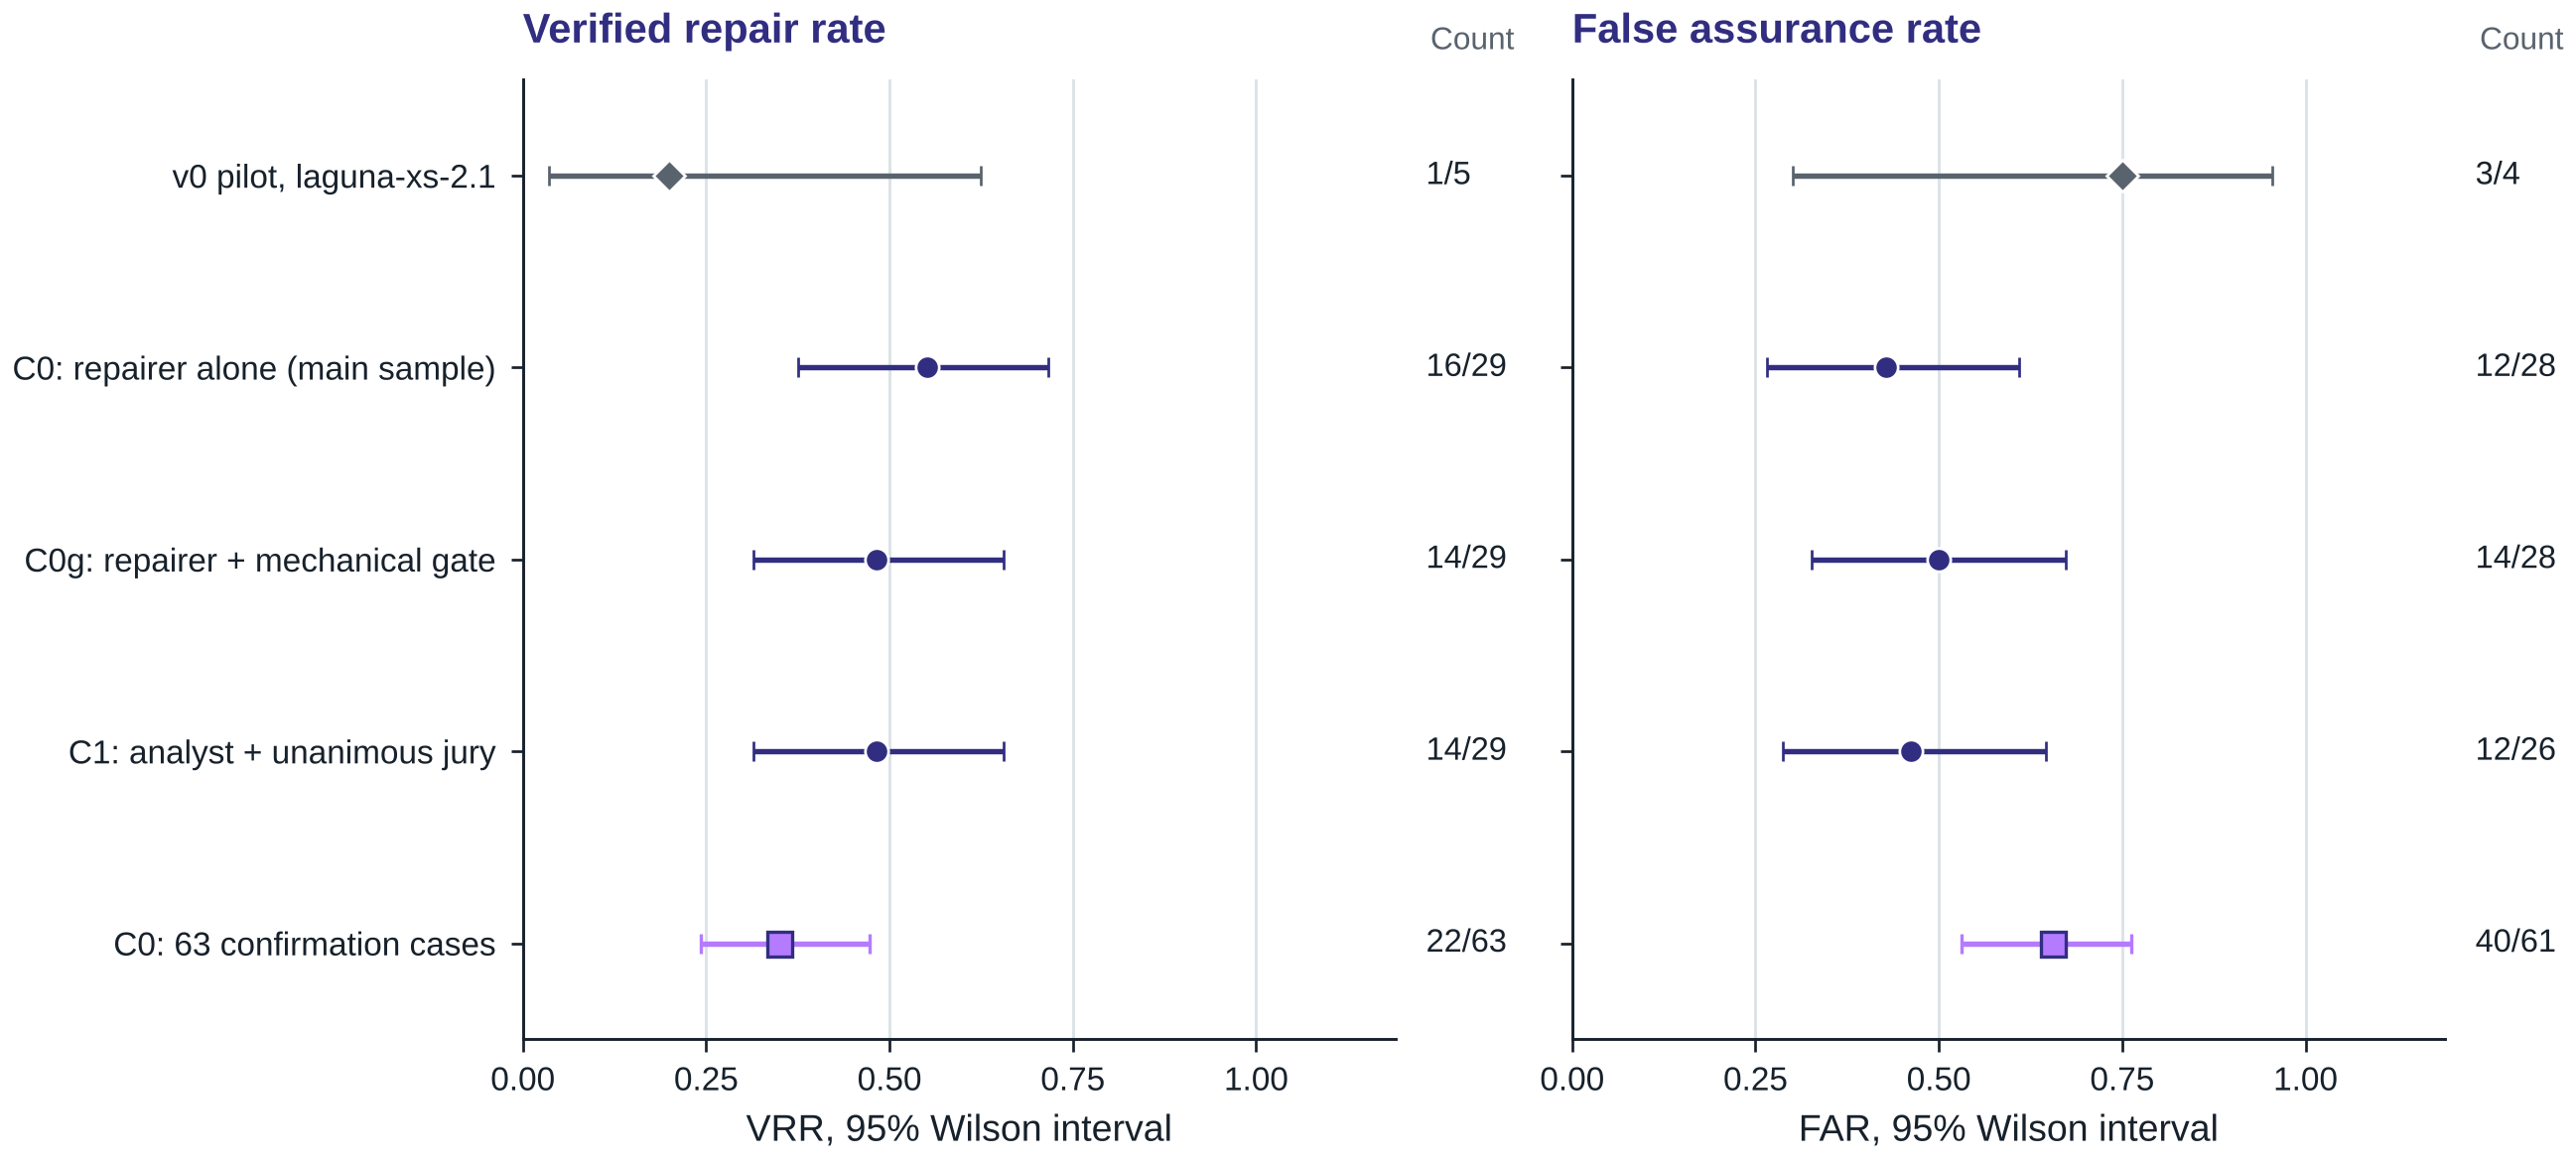 Verified repair rate
Count
False assurance rate
Count
v0 pilot, laguna-xs-2.1
1/5
3/4
C0: repairer alone (main sample)
16/29
12/28
C0g: repairer + mechanical gate
14/29
14/28
C1: analyst + unanimous jury
14/29
12/26
C0: 63 confirmation cases
22/63
40/61
0.00 0.25 0.50 0.75 1.00
0.00 0.25 0.50 0.75 1.00
VRR, 95% Wilson interval
FAR, 95% Wilson interval